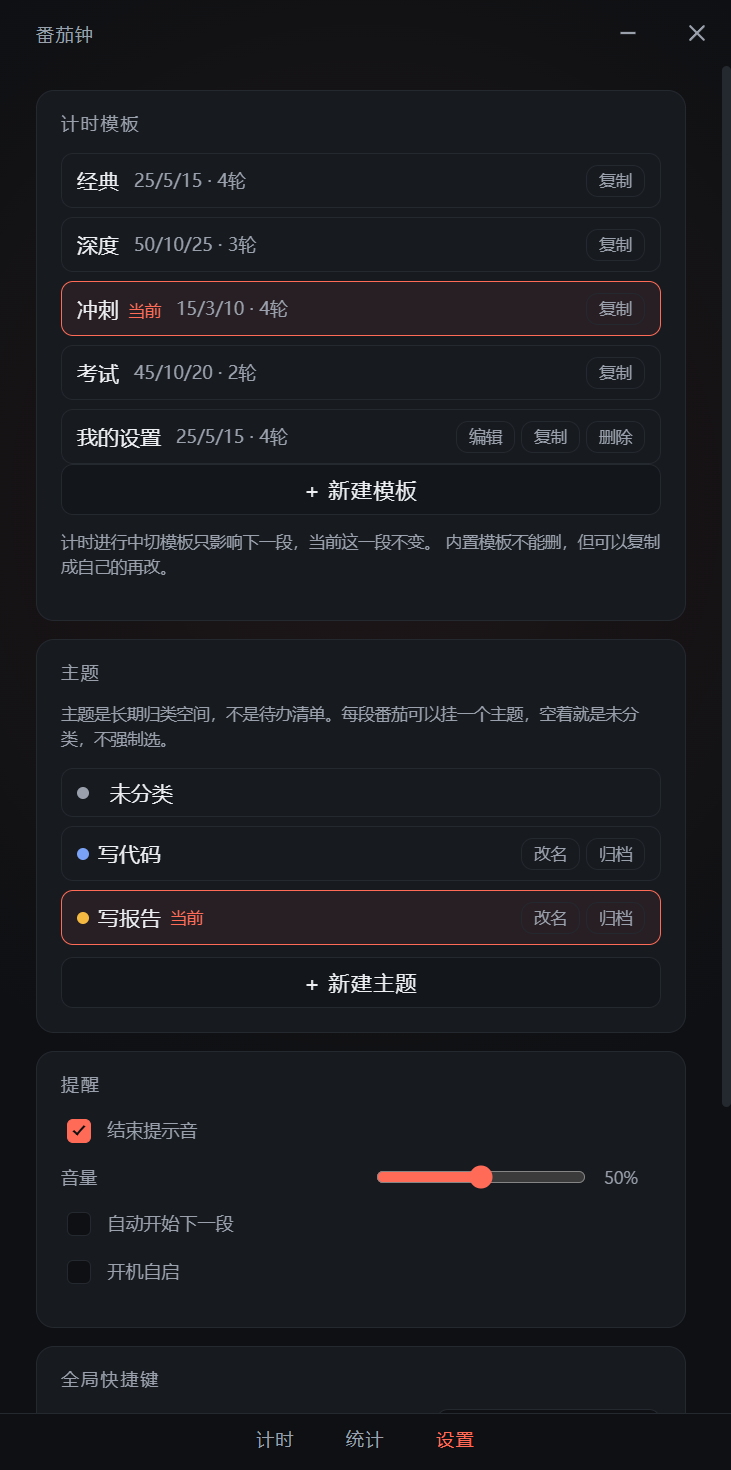 番茄钟
计时模板
经典 25/5/15 · 4轮 复制
深度 50/10/25 · 3轮 复制
冲刺 当前 15/3/10 · 4轮 复制
考试 45/10/20 · 2轮 复制
我的设置 25/5/15 · 4轮 编辑 复制 删除
+ 新建模板
计时进行中切模板只影响下一段，当前这一段不变。 内置模板不能删，但可以复制
成自己的再改。
主题
主题是长期归类空间，不是待办清单。每段番茄可以挂一个主题，空着就是未分
类，不强制选。
未分类
写代码 改名 归档
写报告 当前 改名 归档
+ 新建主题
提醒
结束提示音
音量 50%
自动开始下一段
开机自启
全局快捷键
计时 统计 设置